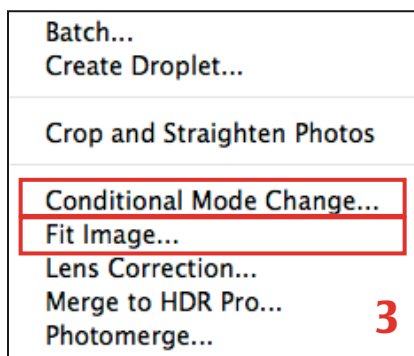 Batch...
Create Droplet...
Crop and Straighten Photos
Conditional Mode Change...
Fit Image...
Lens Correction...
Merge to HDR Pro...
Photomerge...
3